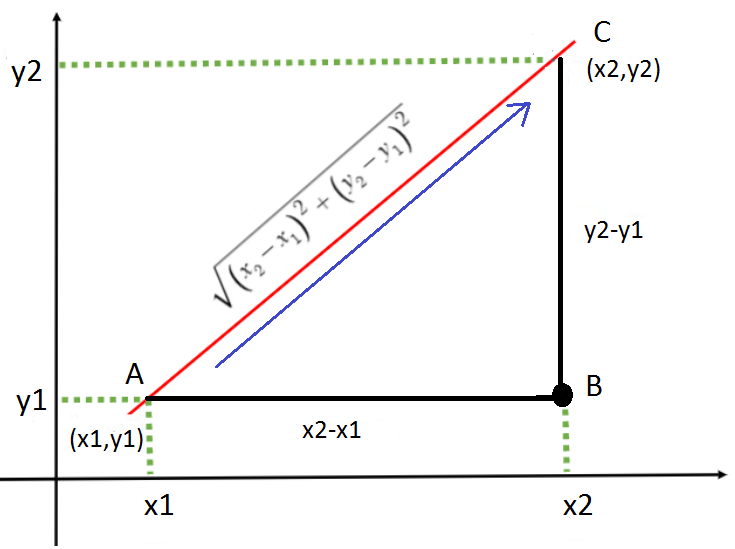 C
y2
(x2,y2)
√(x₂ − x₁)² + (y₂ − y₁)²
y2-y1
A
B
y1
(x1,y1)
x2-x1
x1
x2